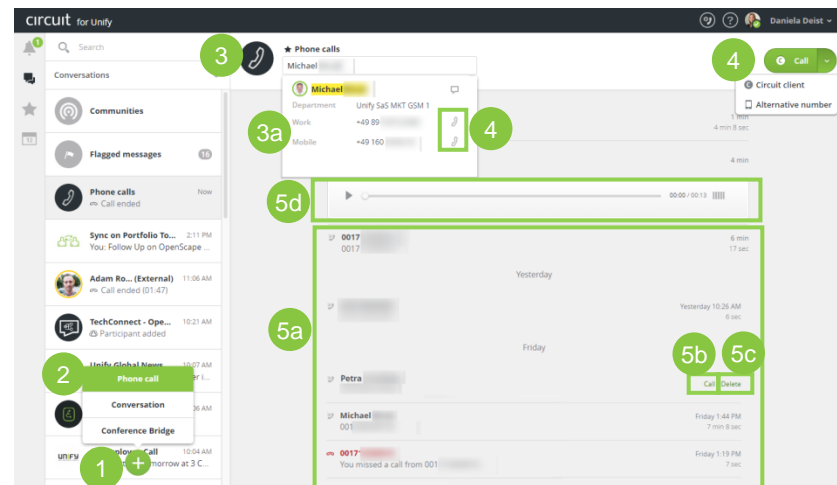 circuit for Unify
Daniela Deist
1
Search
Conversations
3
★ Phone calls
Michael
4
Call
Circuit client
Alternative number
Michael
Department Unify SaS MKT GSM 1
3a
Work +49 89
Mobile +49 160
4
1 min
4 min 8 sec
4 min
Communities
12
Flagged messages
Phone calls Now
Call ended
5d
00:00 / 00:13
Sync on Portfolio To... 2:11 PM
You: Follow Up on OpenScape ...
0017
0017
6 min
17 sec
Yesterday
Adam Ro... (External) 11:06 AM
Call ended (01:47)
Yesterday 10:26 AM
6 sec
5a
TechConnect - Ope... 10:21 AM
Participant added
Friday
5b
5c
Unify Global News 10:07 AM
2
Phone call
Petra
Call Delete
Conversation
06 AM
Michael
001
Friday 1:44 PM
7 min 8 sec
Conference Bridge
UNIFY
Call 10:04 AM
morrow at 3 C...
1
+
0017
You missed a call from 001
Friday 1:19 PM
7 sec